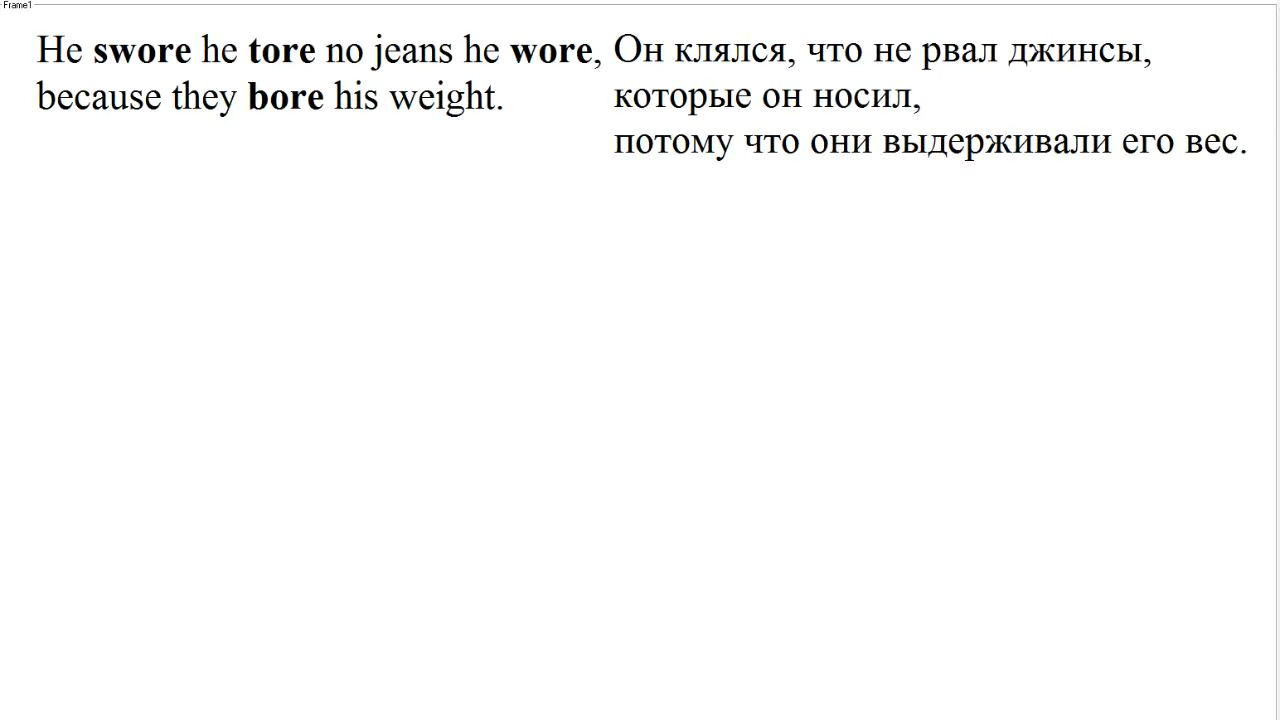 Frame1
He swore he tore no jeans he wore,
because they bore his weight.
Он клялся, что не рвал джинсы,
которые он носил,
потому что они выдерживали его вес.